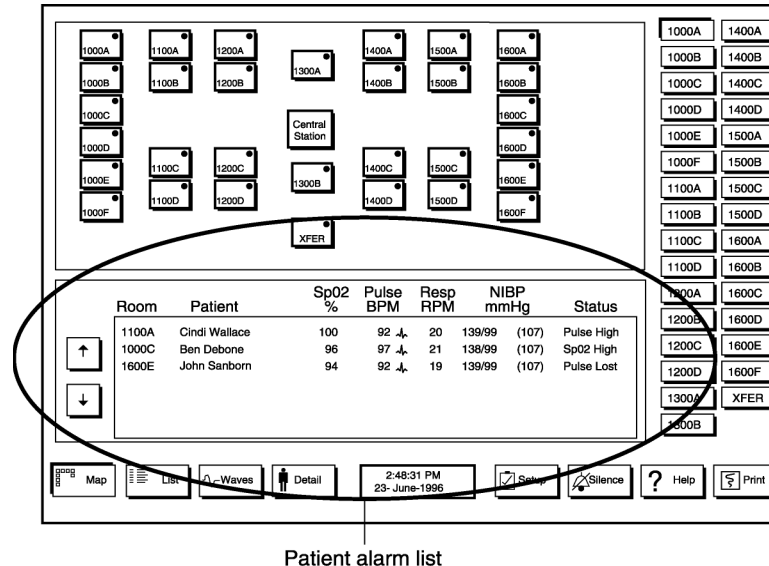 1000A 1100A 1200A 1300A 1400A 1500A 1600A
1000B 1100B 1200B 1400B 1500B 1600B
1000C 1600C
Central
Station
1000D 1600D
1000E 1100C 1200C 1300B 1400C 1500C 1600E
1000F 1100D 1200D 1400D 1500D 1600F
XFER
Room Patient Sp02 % Pulse BPM Resp RPM NIBP mmHg Status
1100A Cindi Wallace 100 92 20 139/99 (107) Pulse High
1000C Ben Debone 96 97 21 138/99 (107) Sp02 High
1600E John Sanborn 94 92 19 139/99 (107) Pulse Lost
1000A 1400A
1000B 1400B
1000C 1400C
1000D 1400D
1000E 1500A
1000F 1500B
1100A 1500C
1100B 1500D
1100C 1600A
1100D 1600B
1200A 1600C
1200B 1600D
1200C 1600E
1200D 1600F
1300A XFER
1300B
Map List Waves Detail 2:48:31 PM Setup Silence ? Help Print
23- June-1996
Patient alarm list